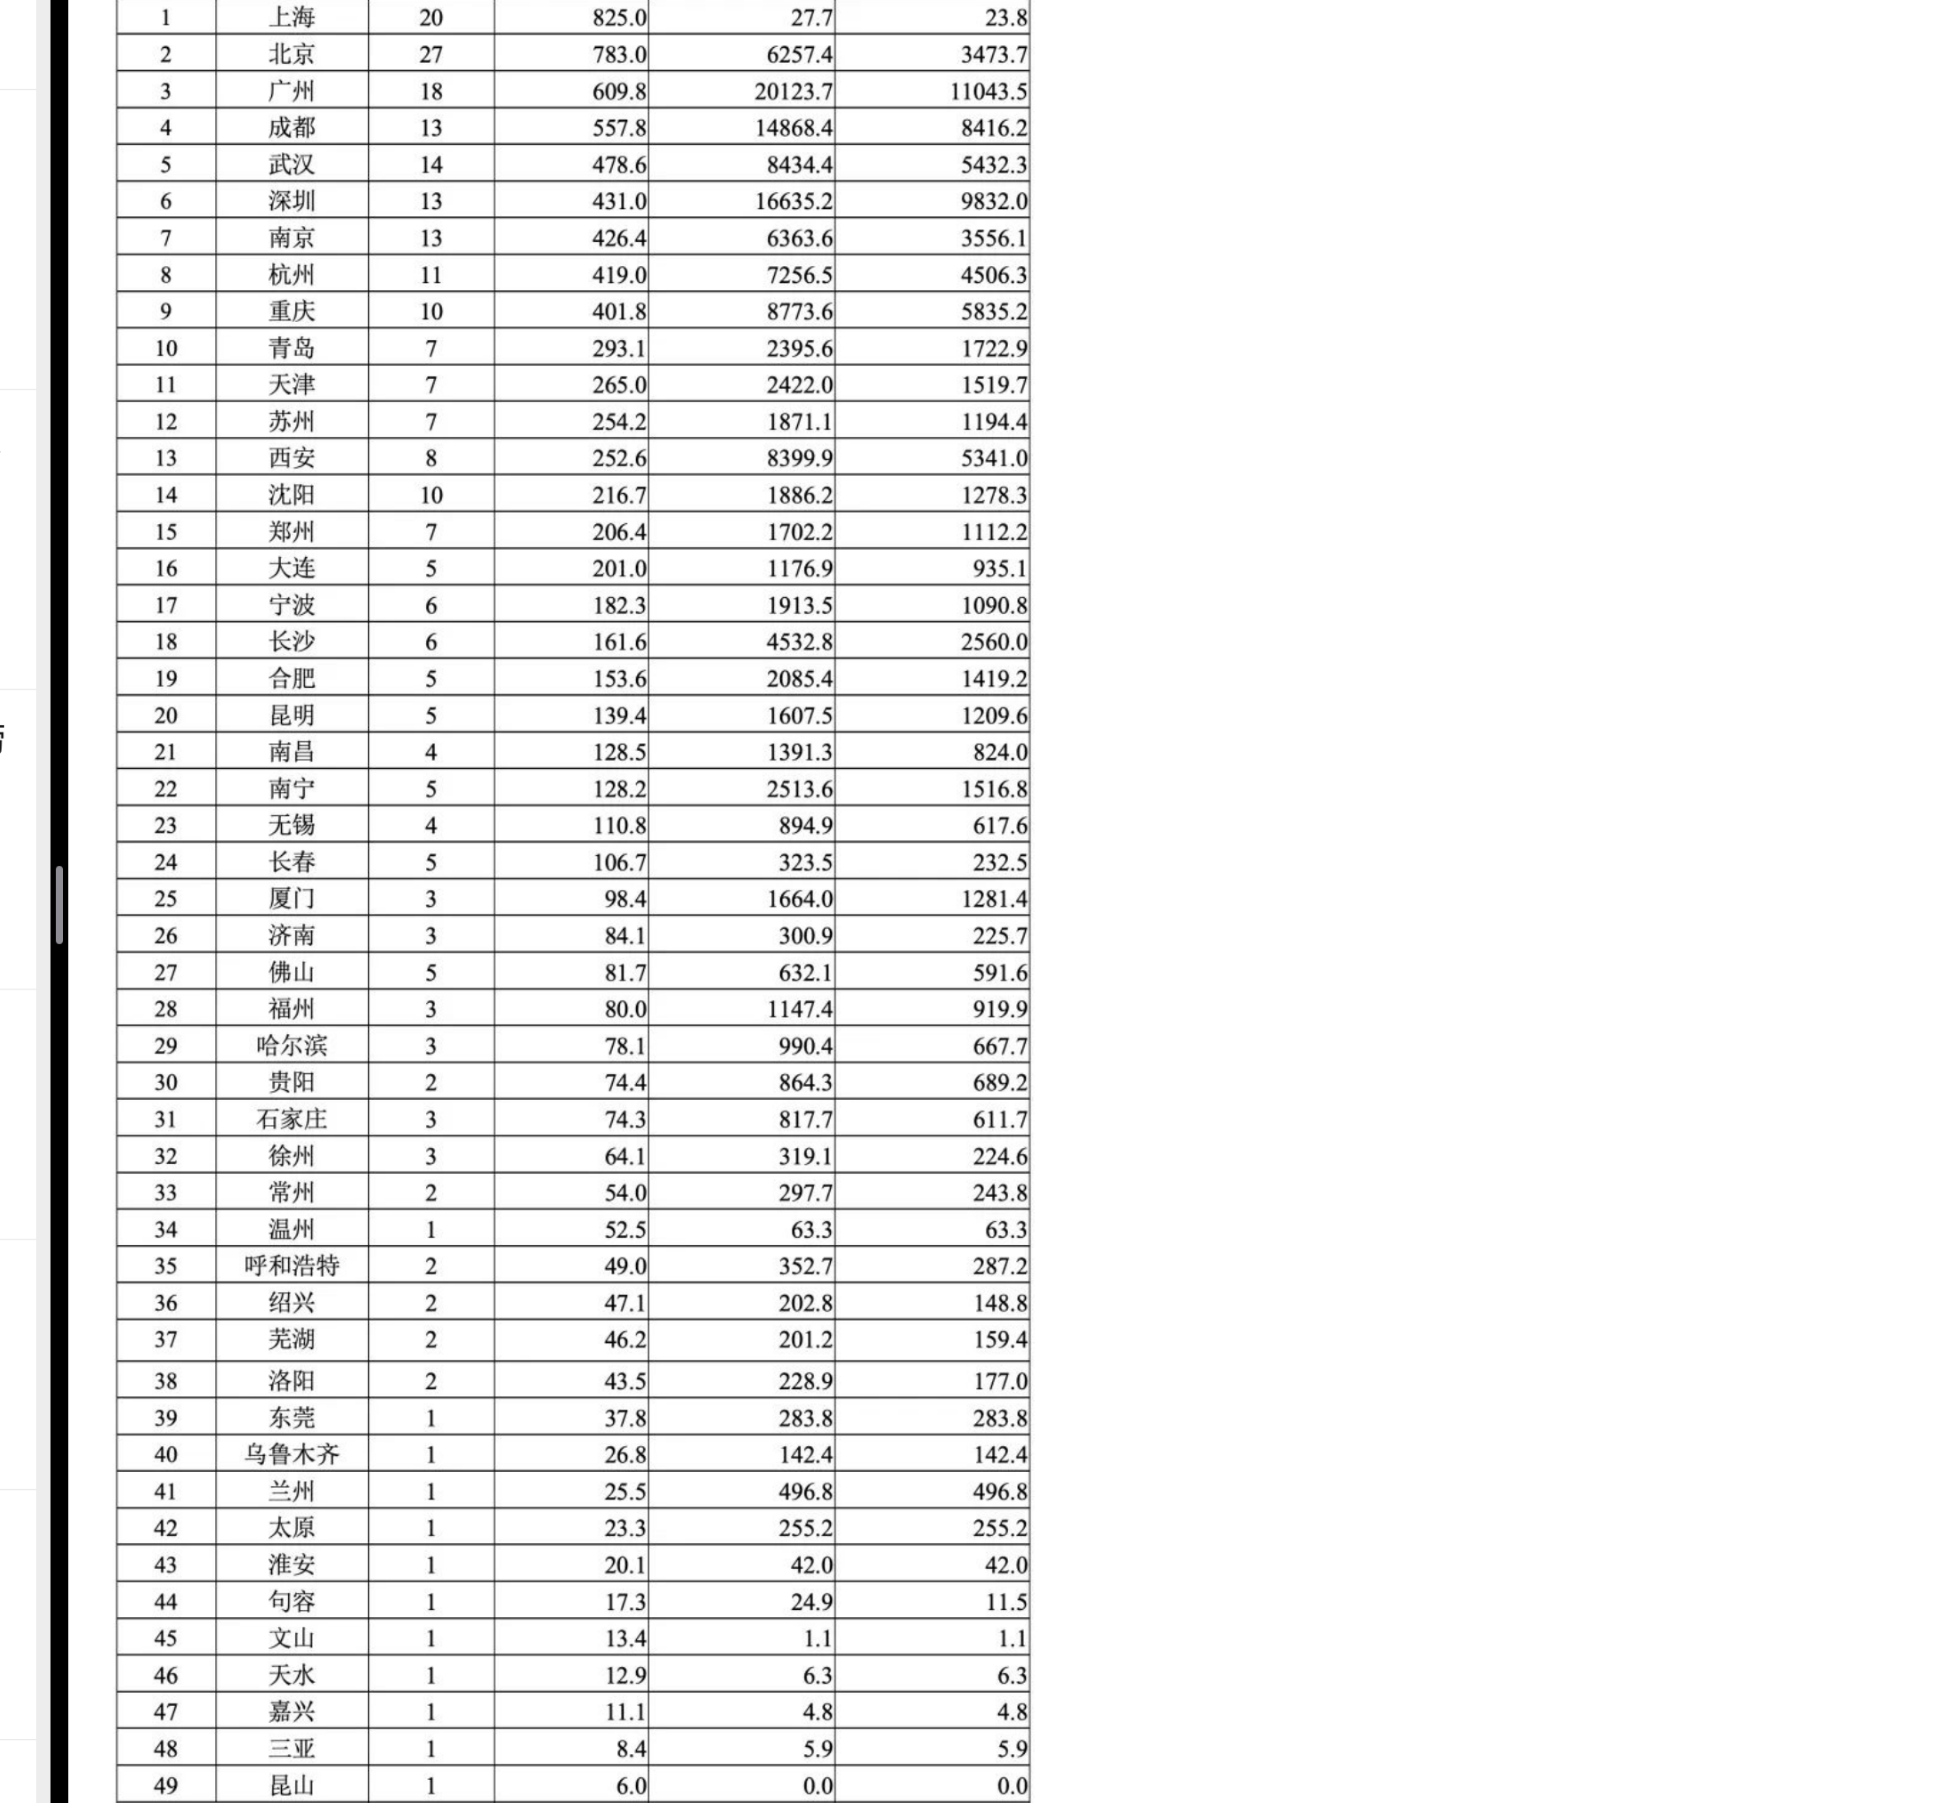 1 上海 20 825.0 27.7 23.8
2 北京 27 783.0 6257.4 3473.7
3 广州 18 609.8 20123.7 11043.5
4 成都 13 557.8 14868.4 8416.2
5 武汉 14 478.6 8434.4 5432.3
6 深圳 13 431.0 16635.2 9832.0
7 南京 13 426.4 6363.6 3556.1
8 杭州 11 419.0 7256.5 4506.3
9 重庆 10 401.8 8773.6 5835.2
10 青岛 7 293.1 2395.6 1722.9
11 天津 7 265.0 2422.0 1519.7
12 苏州 7 254.2 1871.1 1194.4
13 西安 8 252.6 8399.9 5341.0
14 沈阳 10 216.7 1886.2 1278.3
15 郑州 7 206.4 1702.2 1112.2
16 大连 5 201.0 1176.9 935.1
17 宁波 6 182.3 1913.5 1090.8
18 长沙 6 161.6 4532.8 2560.0
19 合肥 5 153.6 2085.4 1419.2
20 昆明 5 139.4 1607.5 1209.6
21 南昌 4 128.5 1391.3 824.0
22 南宁 5 128.2 2513.6 1516.8
23 无锡 4 110.8 894.9 617.6
24 长春 5 106.7 323.5 232.5
25 厦门 3 98.4 1664.0 1281.4
26 济南 3 84.1 300.9 225.7
27 佛山 5 81.7 632.1 591.6
28 福州 3 80.0 1147.4 919.9
29 哈尔滨 3 78.1 990.4 667.7
30 贵阳 2 74.4 864.3 689.2
31 石家庄 3 74.3 817.7 611.7
32 徐州 3 64.1 319.1 224.6
33 常州 2 54.0 297.7 243.8
34 温州 1 52.5 63.3 63.3
35 呼和浩特 2 49.0 352.7 287.2
36 绍兴 2 47.1 202.8 148.8
37 芜湖 2 46.2 201.2 159.4
38 洛阳 2 43.5 228.9 177.0
39 东莞 1 37.8 283.8 283.8
40 乌鲁木齐 1 26.8 142.4 142.4
41 兰州 1 25.5 496.8 496.8
42 太原 1 23.3 255.2 255.2
43 淮安 1 20.1 42.0 42.0
44 句容 1 17.3 24.9 11.5
45 文山 1 13.4 1.1 1.1
46 天水 1 12.9 6.3 6.3
47 嘉兴 1 11.1 4.8 4.8
48 三亚 1 8.4 5.9 5.9
49 昆山 1 6.0 0.0 0.0